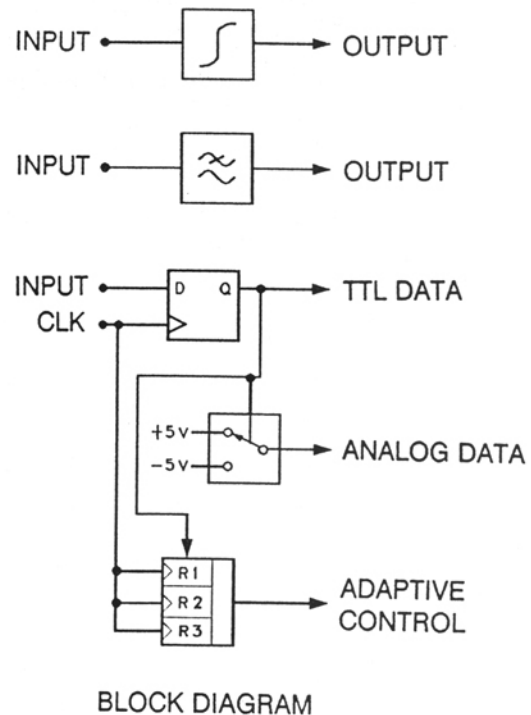 INPUT
OUTPUT
INPUT
OUTPUT
INPUT
D Q
TTL DATA
CLK
+5V
-5V
ANALOG DATA
R1
R2
R3
ADAPTIVE
CONTROL
BLOCK DIAGRAM